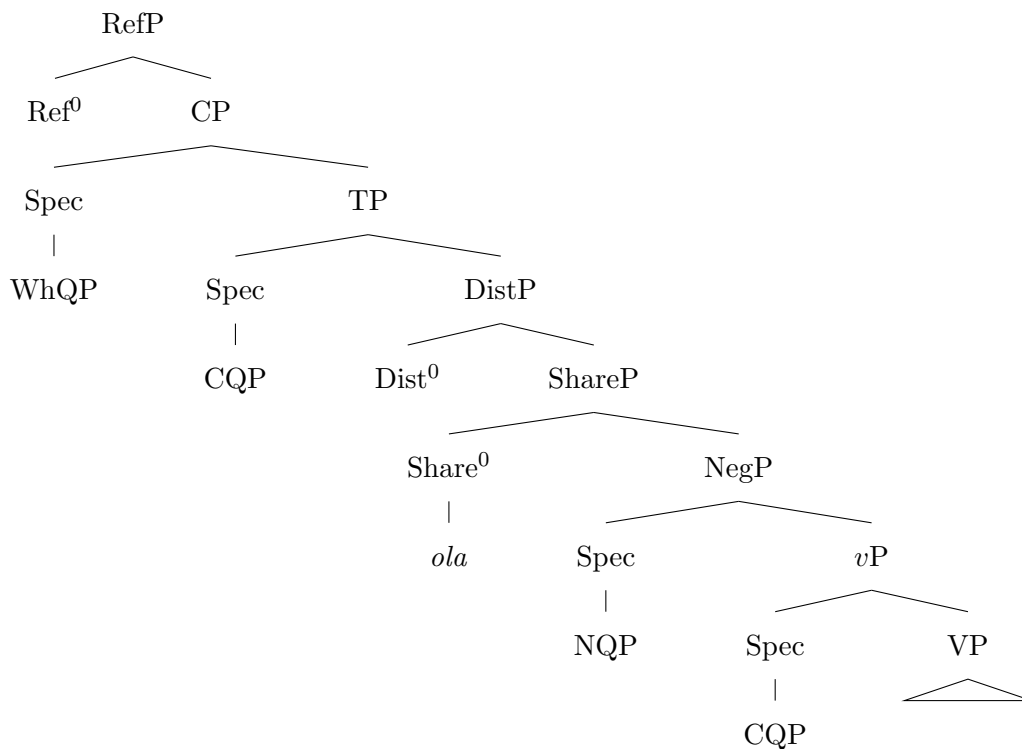 RefP
Ref⁰ CP
Spec TP
WhQP Spec DistP
CQP Dist⁰ ShareP
Share⁰ NegP
ola Spec vP
NQP Spec VP
CQP